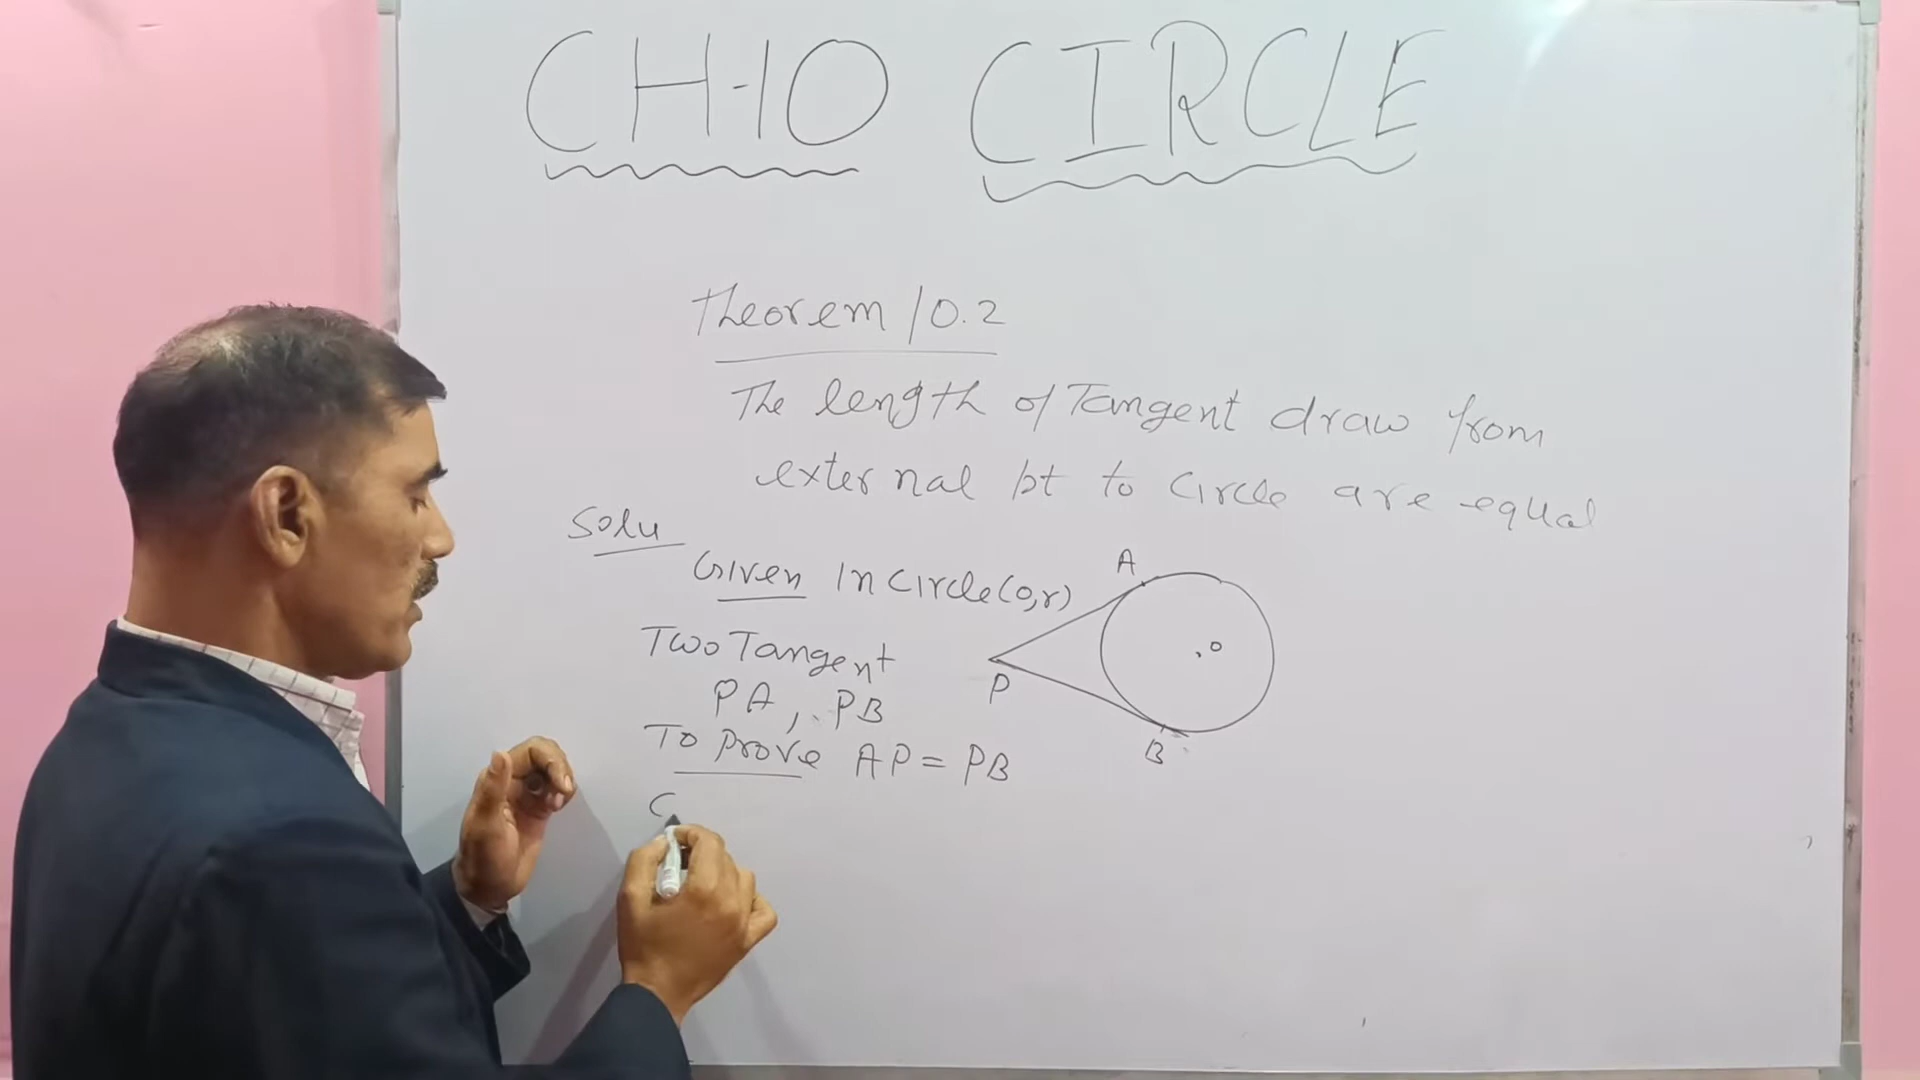 CH-10 CIRCLE
Theorem 10.2
The length of Tangent draw from
external pt to Circle are equal
Solu
Given In Circle (O,r)
Two Tangent
PA, PB
To Prove AP = PB
C
A
O
P
B